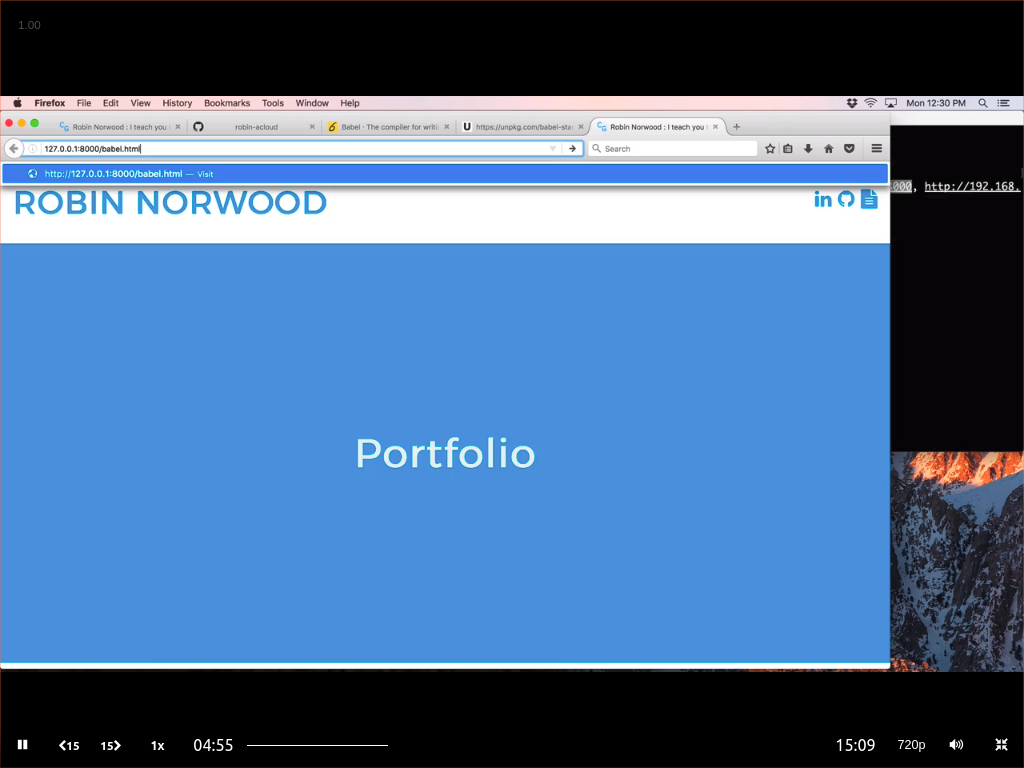 1.00
Firefox File Edit View History Bookmarks Tools Window Help Mon 12:30 PM
Robin Norwood : I teach you robin-acloud Babel · The compiler for writi https://unpkg.com/babel-sta Robin Norwood : I teach you
127.0.0.1:8000/babel.html Search
http://127.0.0.1:8000/babel.html — Visit
000, http://192.168.
ROBIN NORWOOD in
Portfolio
15 15 1x 04:55 15:09 720p